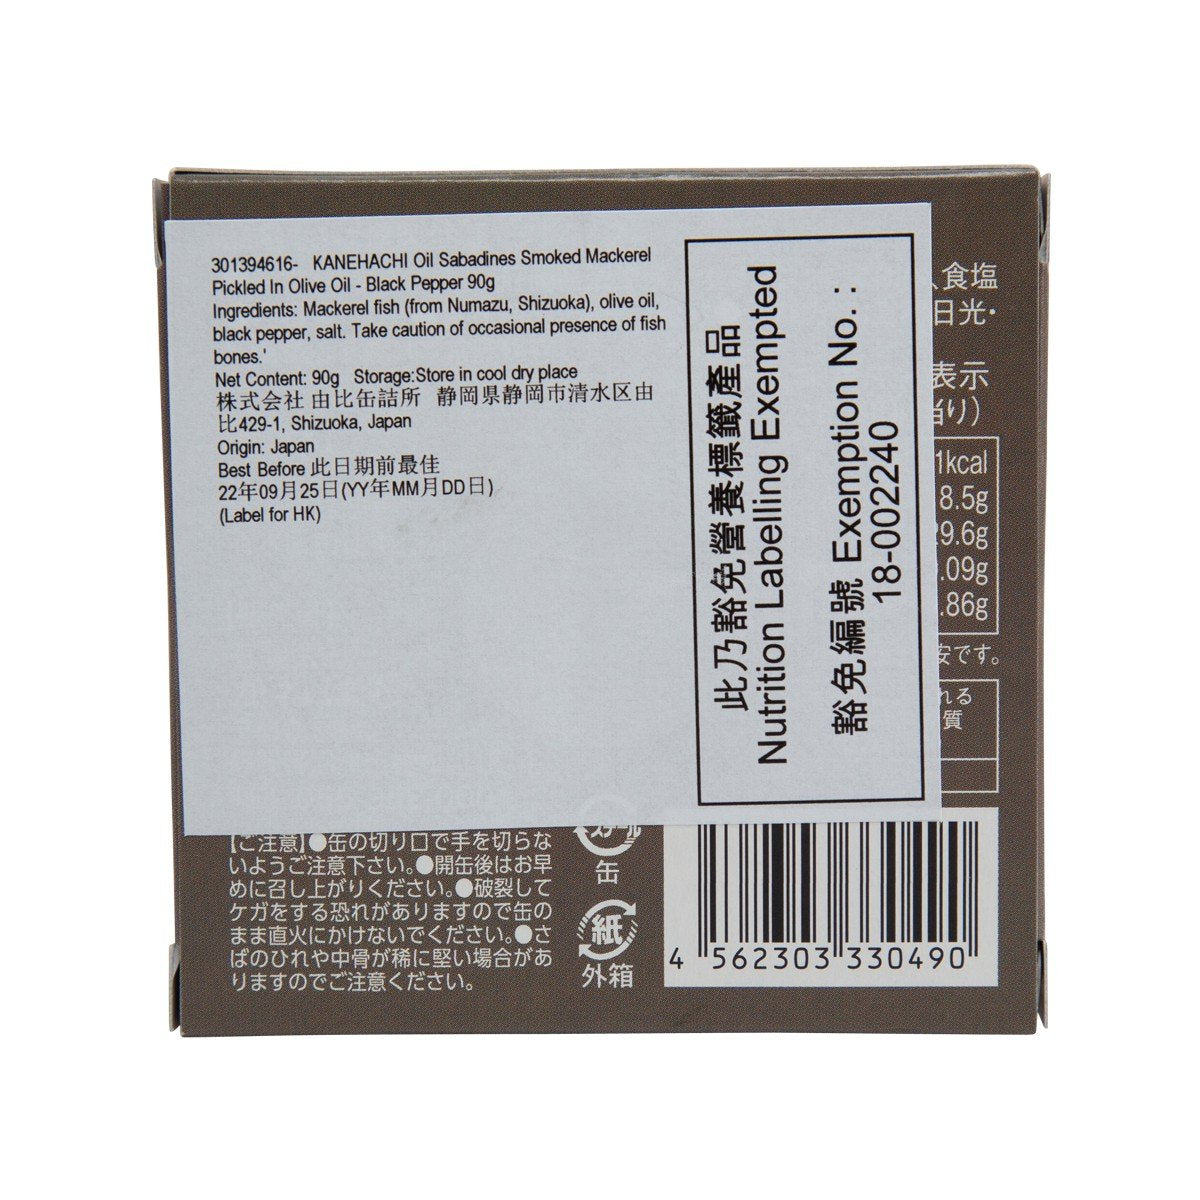 301394616- KANEHACHI Oil Sabadines Smoked Mackerel
Pickled In Olive Oil - Black Pepper 90g
Ingredients: Mackerel fish (from Numazu, Shizuoka), olive oil,
black pepper, salt. Take caution of occasional presence of fish
bones.'
Net Content: 90g Storage:Store in cool dry place
株式会社 由比缶詰所 静岡県静岡市清水区由
比429-1, Shizuoka, Japan
Origin: Japan
Best Before 此日期前最佳
22年09月25日(YY年MM月DD日)
(Label for HK)
此乃豁免營養標籤產品
Nutrition Labelling Exempted
豁免編號 Exemption No. :
18-002240
食塩
日光・
表示
当り)
1kcal
8.5g
29.6g
.09g
.86g
安です。
れる
質
【ご注意】●缶の切り口で手を切らな
いようご注意下さい。●開缶後はお早
めに召し上がりください。●破裂して
ケガをする恐れがありますので缶の
まま直火にかけないでください。●さ
ばのひれや中骨が稀に堅い場合があ
りますのでご注意ください。
スチール
缶
紙
外箱
4 562303 330490